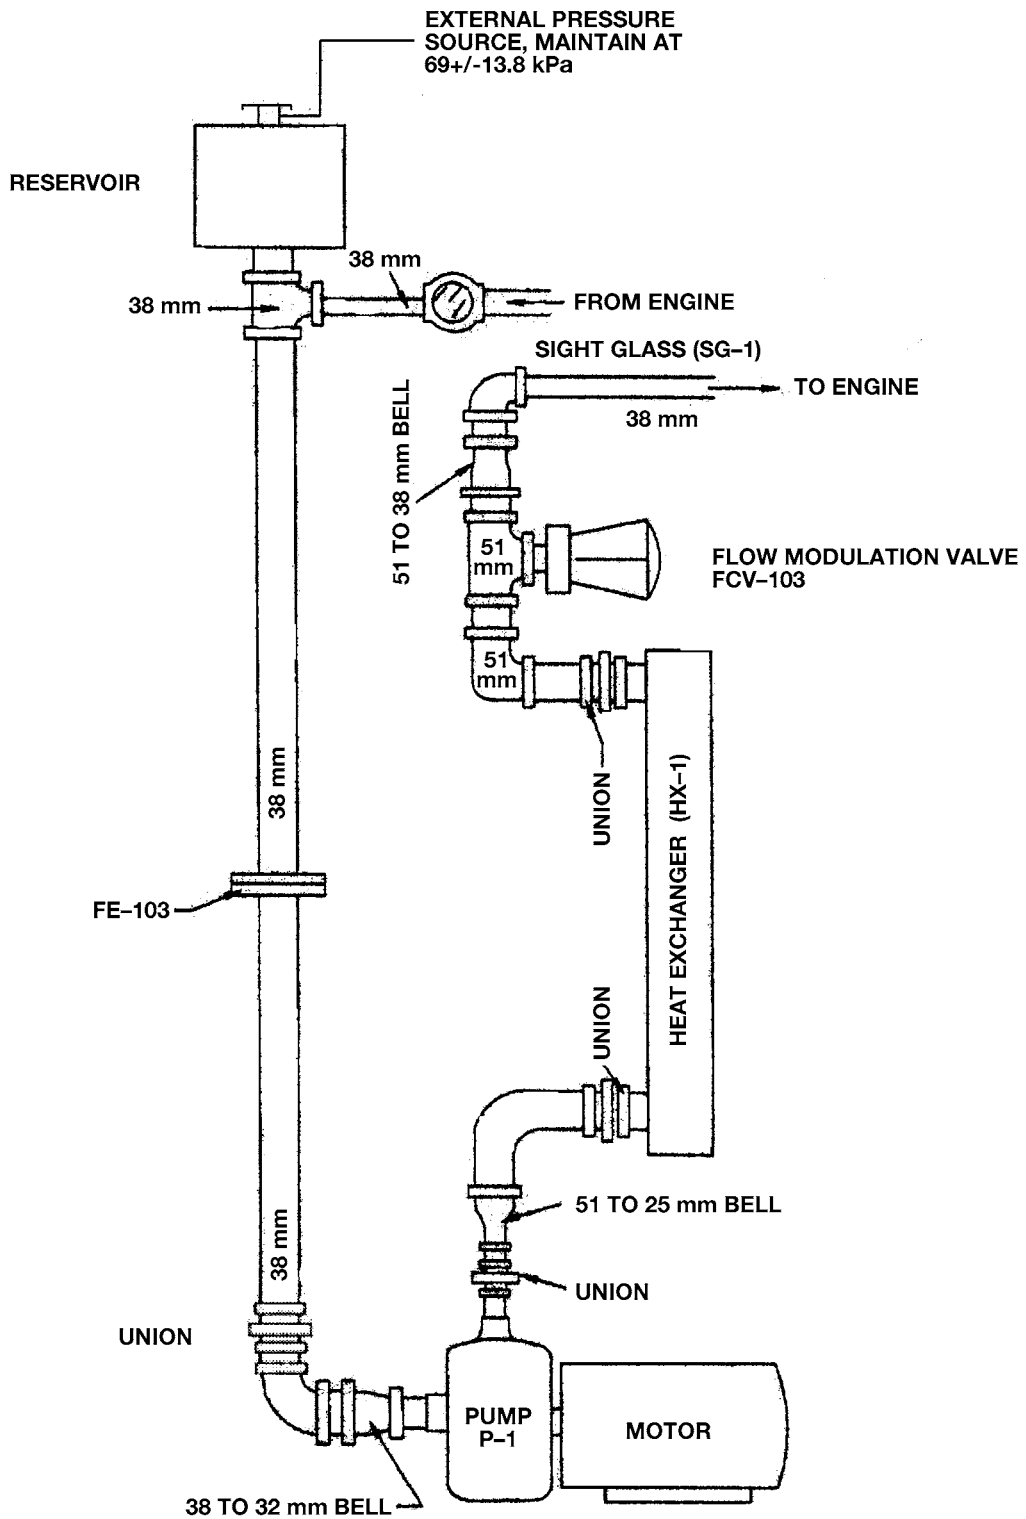 EXTERNAL PRESSURE
SOURCE, MAINTAIN AT
69+/-13.8 kPa
RESERVOIR
38 mm
38 mm
FROM ENGINE
SIGHT GLASS (SG–1)
TO ENGINE
38 mm
51 TO 38 mm BELL
51
mm
FLOW MODULATION VALVE
FCV–103
51
mm
UNION
38 mm
HEAT EXCHANGER (HX–1)
FE–103
UNION
51 TO 25 mm BELL
38 mm
UNION
UNION
PUMP
P–1
MOTOR
38 TO 32 mm BELL